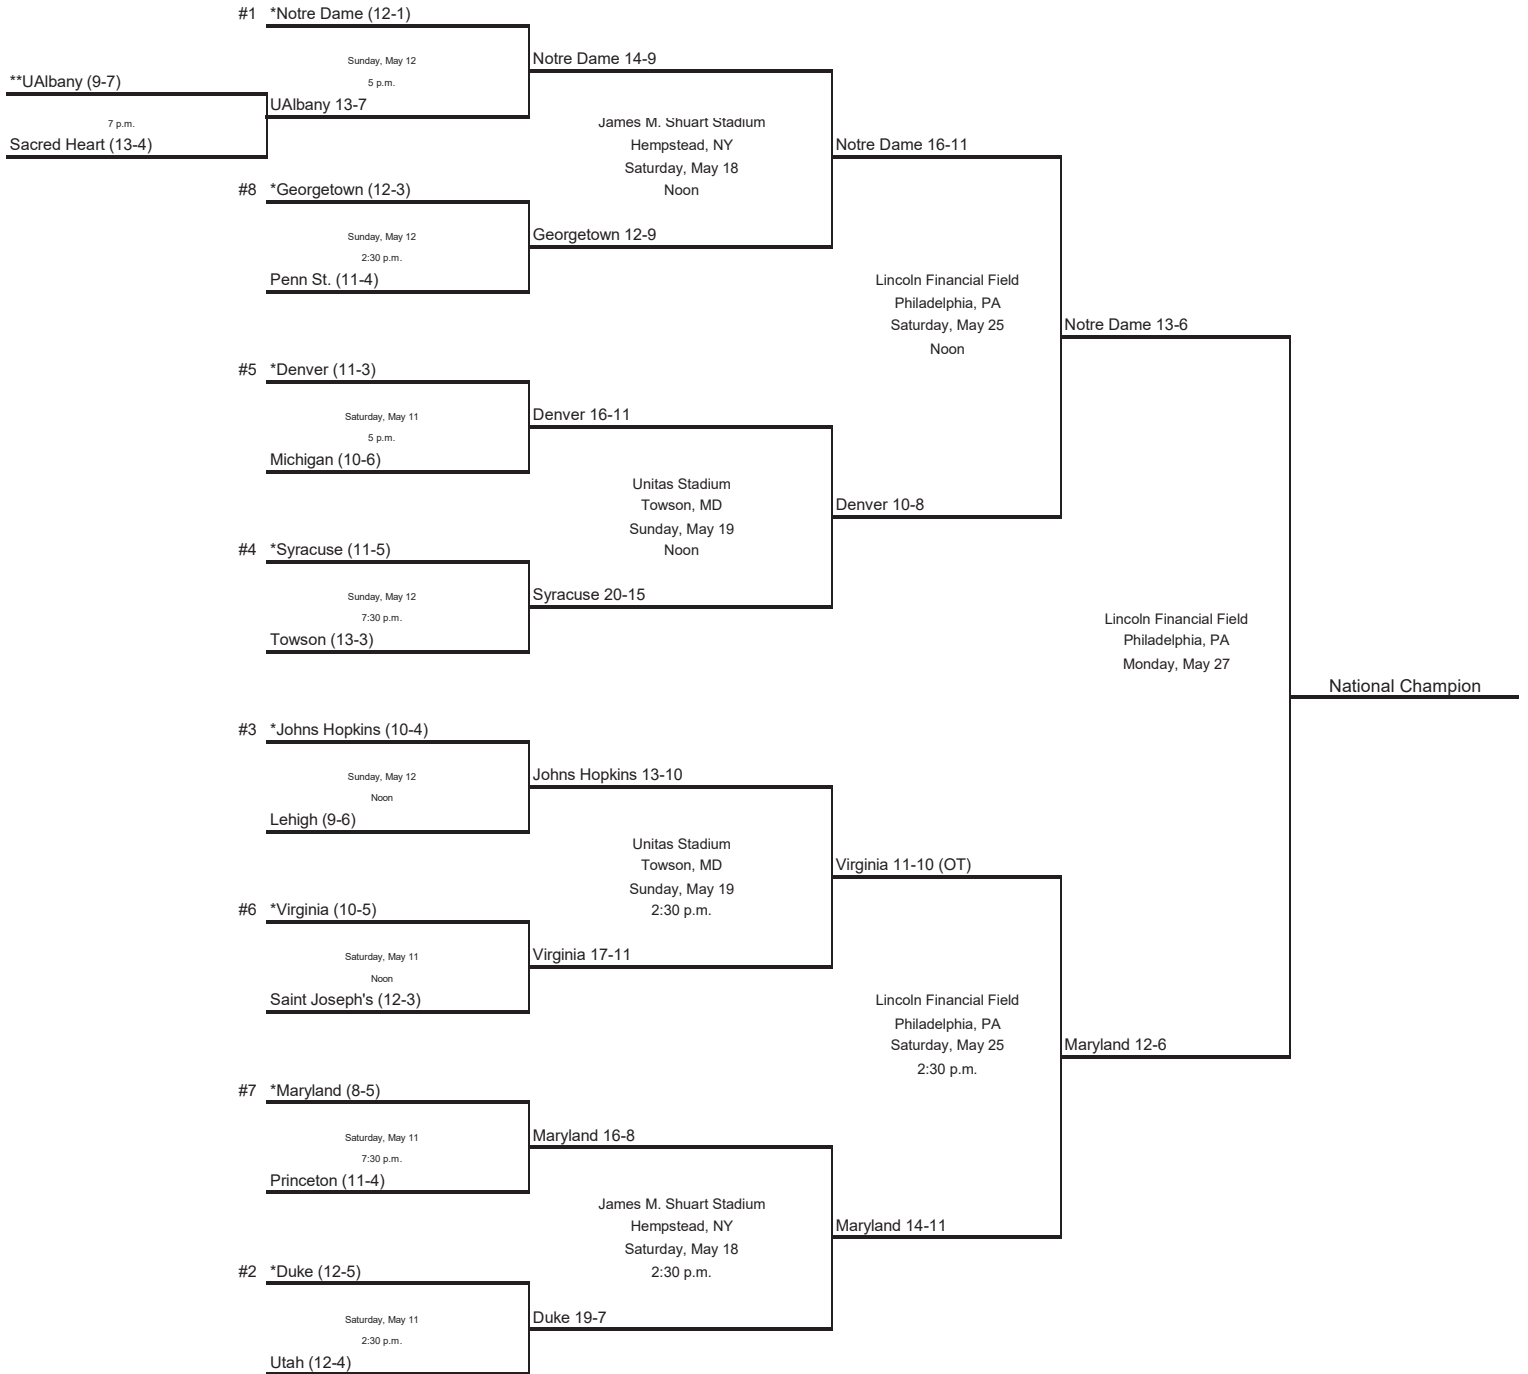 #1 *Notre Dame (12-1)
Sunday, May 12
5 p.m.
Notre Dame 14-9
**UAlbany (9-7)
7 p.m.
Sacred Heart (13-4)
UAlbany 13-7
James M. Shuart Stadium
Hempstead, NY
Saturday, May 18
Noon
Notre Dame 16-11
#8 *Georgetown (12-3)
Sunday, May 12
2:30 p.m.
Penn St. (11-4)
Georgetown 12-9
Lincoln Financial Field
Philadelphia, PA
Saturday, May 25
Noon
Notre Dame 13-6
#5 *Denver (11-3)
Saturday, May 11
5 p.m.
Michigan (10-6)
Denver 16-11
Unitas Stadium
Towson, MD
Sunday, May 19
Noon
Denver 10-8
#4 *Syracuse (11-5)
Sunday, May 12
7:30 p.m.
Towson (13-3)
Syracuse 20-15
Lincoln Financial Field
Philadelphia, PA
Monday, May 27
National Champion
#3 *Johns Hopkins (10-4)
Sunday, May 12
Noon
Lehigh (9-6)
Johns Hopkins 13-10
Unitas Stadium
Towson, MD
Sunday, May 19
2:30 p.m.
Virginia 11-10 (OT)
#6 *Virginia (10-5)
Saturday, May 11
Noon
Saint Joseph's (12-3)
Virginia 17-11
Lincoln Financial Field
Philadelphia, PA
Saturday, May 25
2:30 p.m.
Maryland 12-6
#7 *Maryland (8-5)
Saturday, May 11
7:30 p.m.
Princeton (11-4)
Maryland 16-8
James M. Shuart Stadium
Hempstead, NY
Saturday, May 18
2:30 p.m.
Maryland 14-11
#2 *Duke (12-5)
Saturday, May 11
2:30 p.m.
Utah (12-4)
Duke 19-7